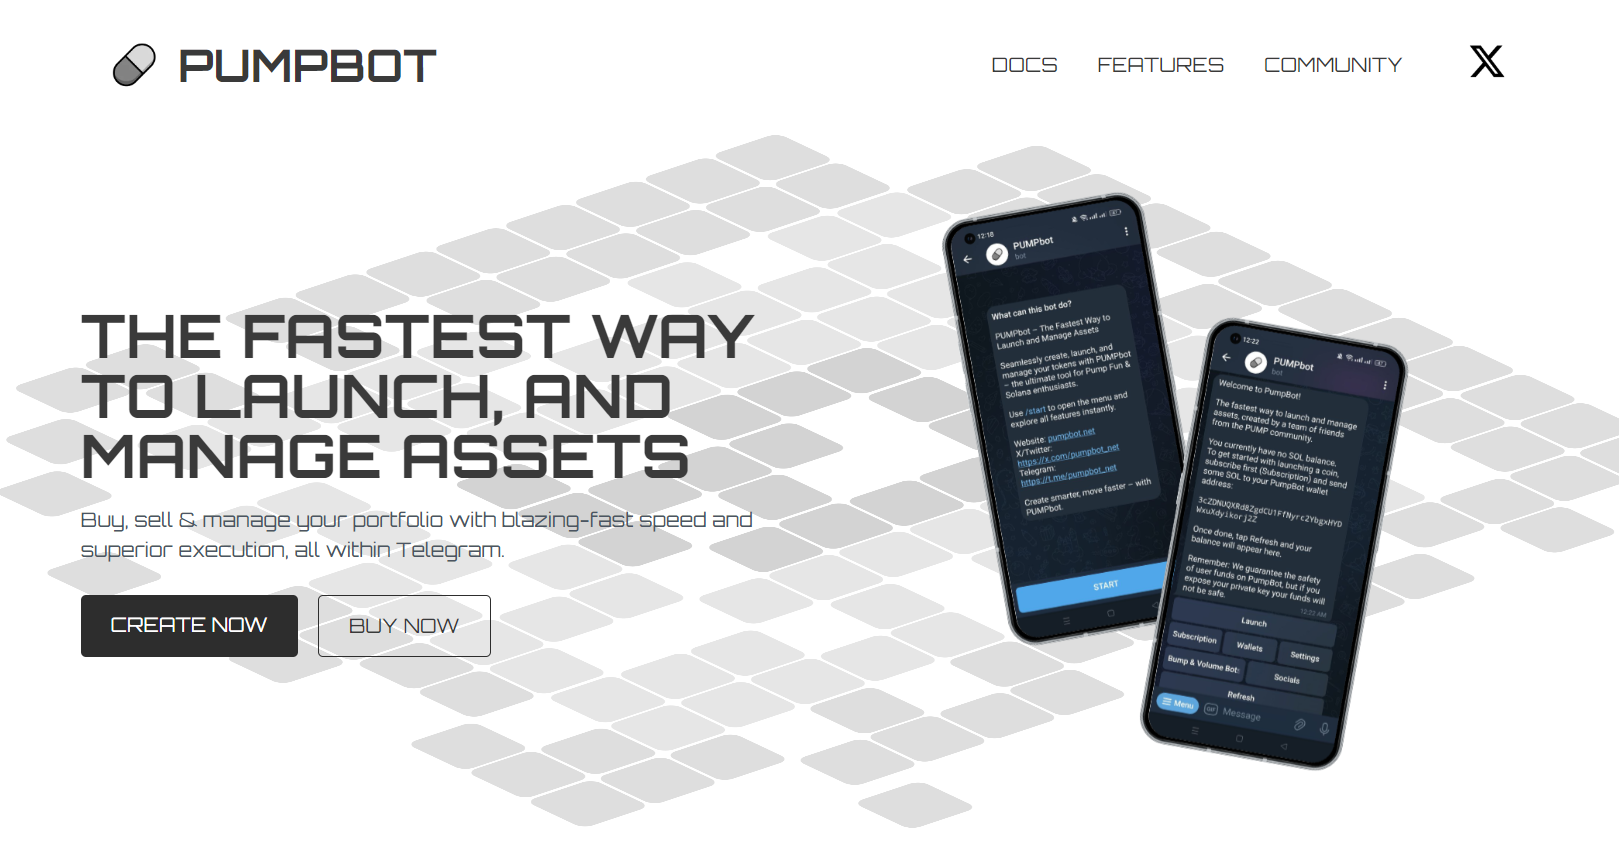 PUMPBOT
DOCS FEATURES COMMUNITY
THE FASTEST WAY
TO LAUNCH, AND
MANAGE ASSETS
Buy, sell & manage your portfolio with blazing-fast speed and
superior execution, all within Telegram.
CREATE NOW
BUY NOW
12:18
PUMPbot
bot
What can this bot do?
PUMPbot – The Fastest Way to
Launch and Manage Assets
Seamlessly create, launch, and
manage your tokens with PUMPbot
– the ultimate tool for Pump Fun &
Solana enthusiasts.
Use /start to open the menu and
explore all features instantly.
Website: pumpbot.net
X/Twitter:
https://x.com/pumpbot_net
Telegram:
https://t.me/pumpbot_net
Create smarter, move faster – with
PUMPbot.
START
12:22
PUMPbot
bot
Welcome to PumpBot!
The fastest way to launch and manage
assets, created by a team of friends
from the PUMP community.
You currently have no SOL balance.
To get started with launching a coin,
subscribe first (Subscription) and send
some SOL to your PumpBot wallet
address:
3cZDNUQXRd8ZgdCU1FfNyrc2YbgxHYD
WxuXdyikorj2Z
Once done, tap Refresh and your
balance will appear here.
Remember: We guarantee the safety
of user funds on PumpBot, but if you
expose your private key your funds will
not be safe.
12:22 AM
Launch
Subscription Wallets Settings
Bump & Volume Bot: Socials
Refresh
Menu GIF Message